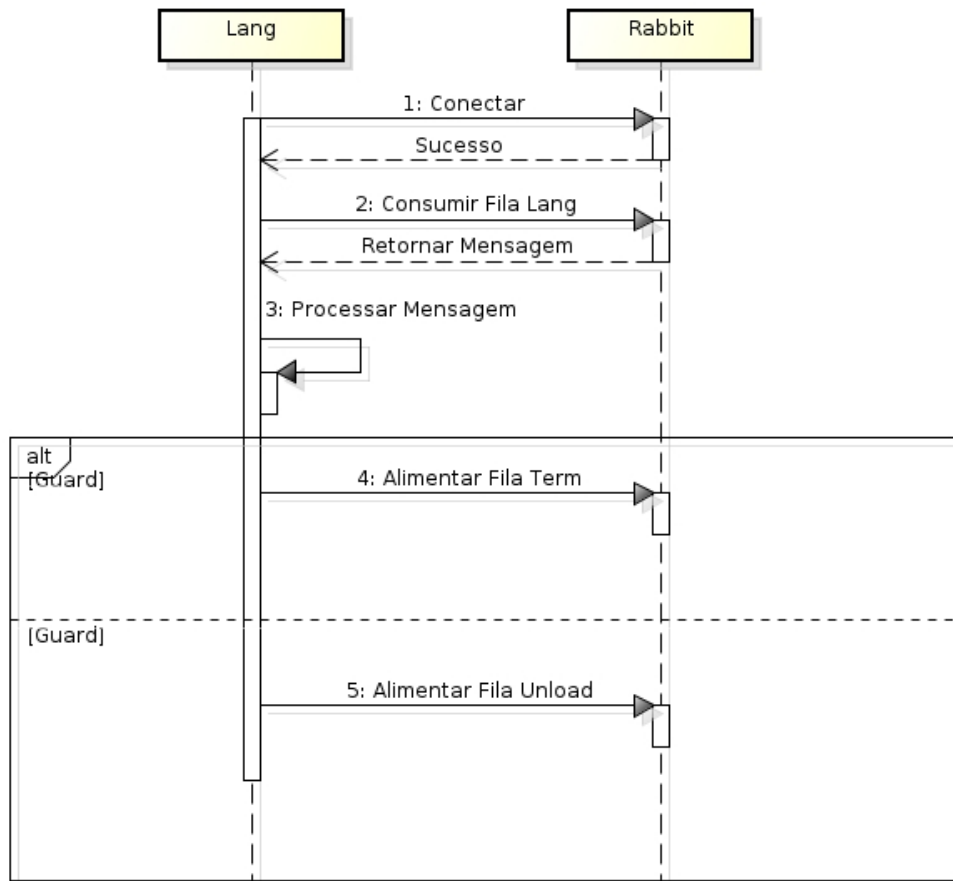 Lang
Rabbit
1: Conectar
Sucesso
2: Consumir Fila Lang
Retornar Mensagem
3: Processar Mensagem
alt
[Guard]
4: Alimentar Fila Term
[Guard]
5: Alimentar Fila Unload